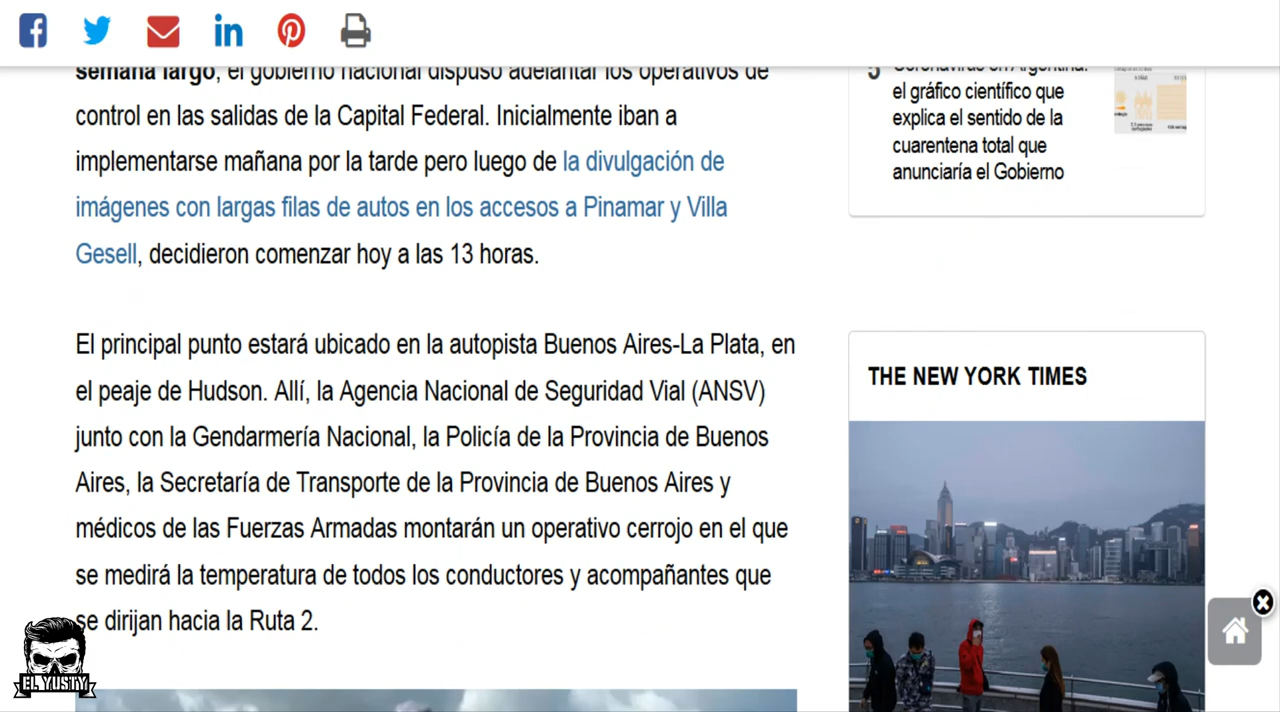 semana largo, el gobierno nacional dispuso adelantar los operativos de
control en las salidas de la Capital Federal. Inicialmente iban a
implementarse mañana por la tarde pero luego de la divulgación de
imágenes con largas filas de autos en los accesos a Pinamar y Villa
Gesell, decidieron comenzar hoy a las 13 horas.
El principal punto estará ubicado en la autopista Buenos Aires-La Plata, en
el peaje de Hudson. Allí, la Agencia Nacional de Seguridad Vial (ANSV)
junto con la Gendarmería Nacional, la Policía de la Provincia de Buenos
Aires, la Secretaría de Transporte de la Provincia de Buenos Aires y
médicos de las Fuerzas Armadas montarán un operativo cerrojo en el que
se medirá la temperatura de todos los conductores y acompañantes que
se dirijan hacia la Ruta 2.
5
Coronavirus en Argentina:
el gráfico científico que
explica el sentido de la
cuarentena total que
anunciaría el Gobierno
THE NEW YORK TIMES
EL YUSTY